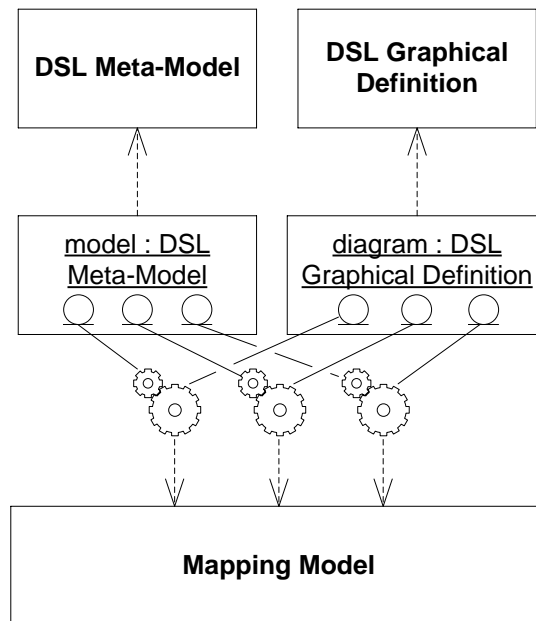 DSL Meta-Model
DSL Graphical
Definition
model : DSL
Meta-Model
diagram : DSL
Graphical Definition
Mapping Model